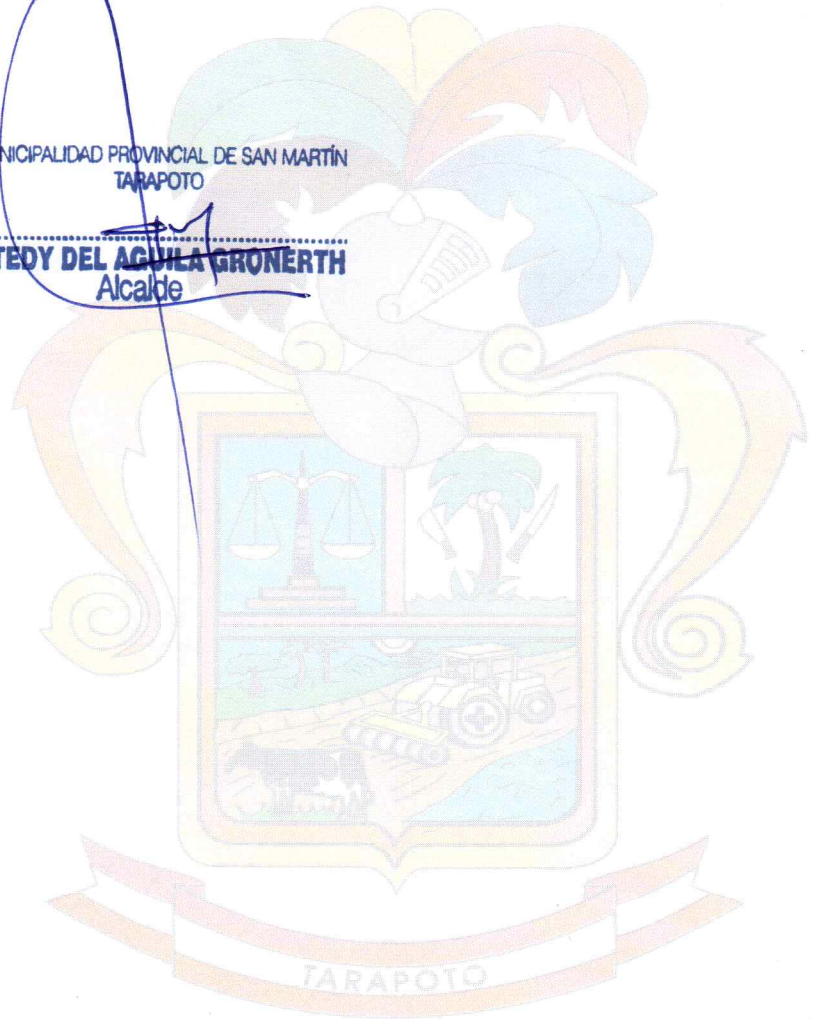 NICIPALIDAD PROVINCIAL DE SAN MARTÍN
TARAPOTO
TEDY DEL AGUILA GRONERTH
Alcalde
TARAPOTO